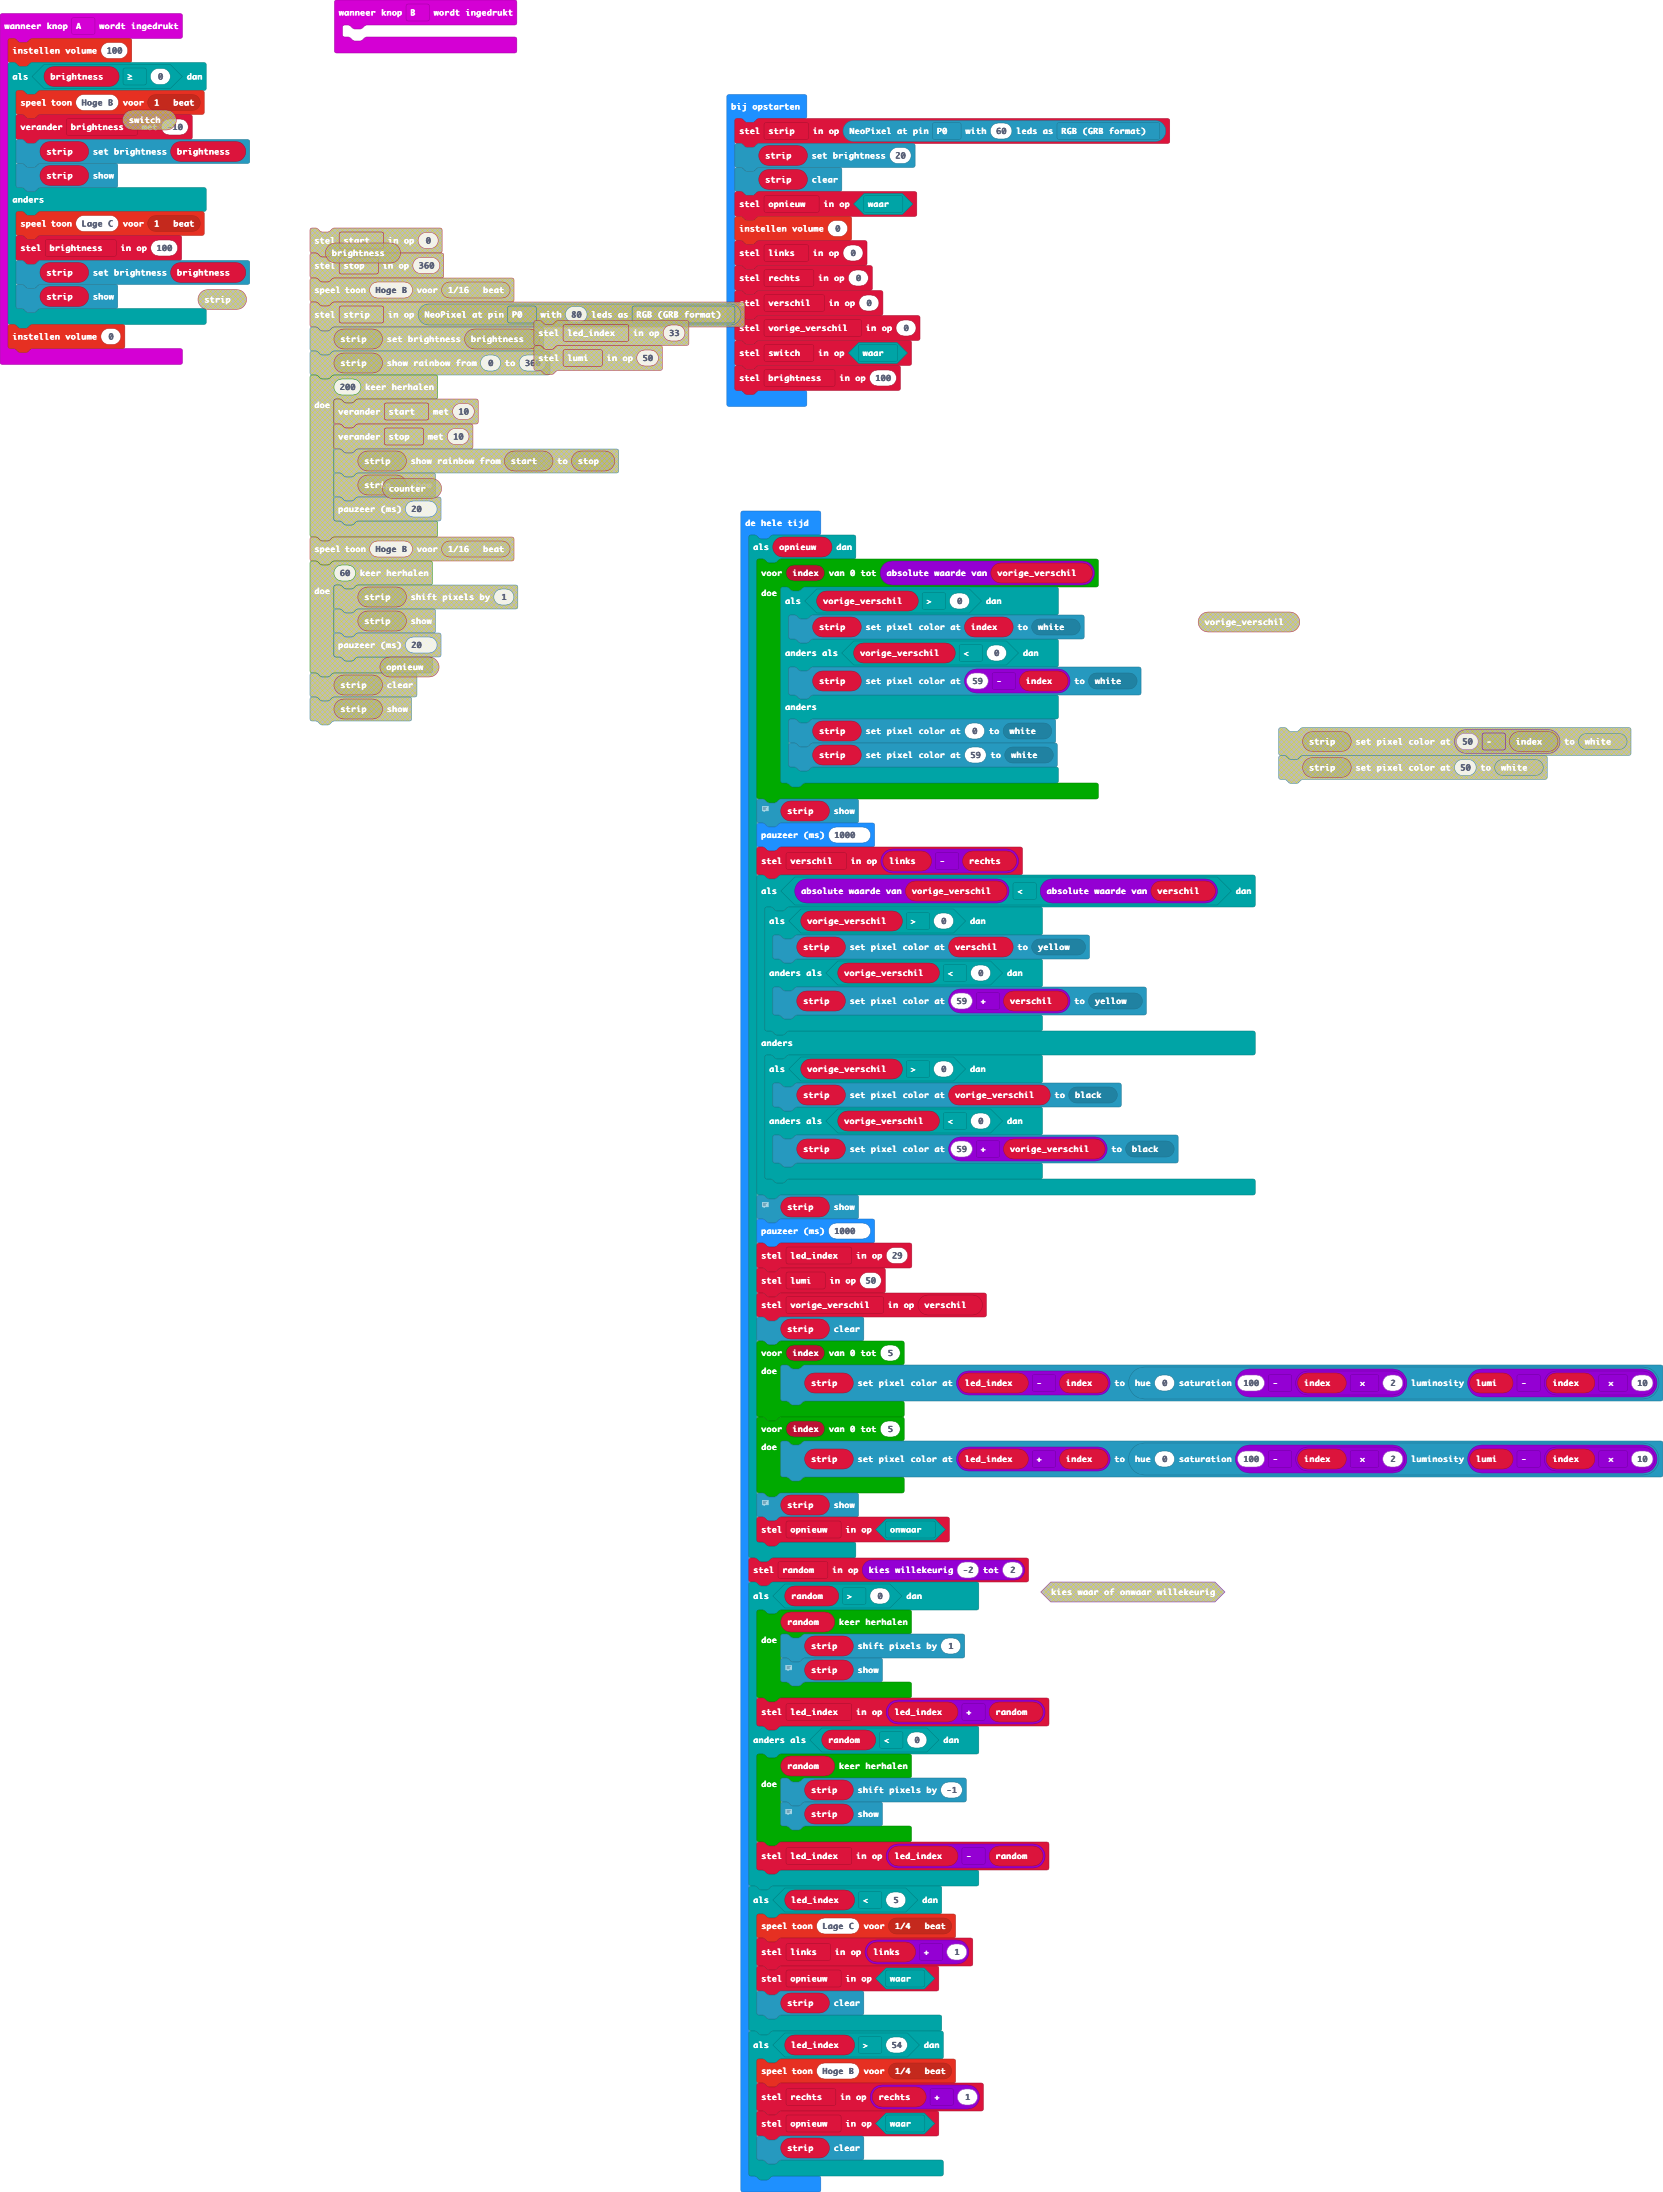 wanneer knop A wordt ingedrukt
instellen volume 100
als brightness ≥ 0 dan
speel toon Hoge B voor 1 beat
verander brightness
switch
set brightness
strip set brightness brightness
strip show
anders
speel toon Lage C voor 1 beat
stel brightness in op 100
strip set brightness brightness
strip show
strip
instellen volume 0
wanneer knop B wordt ingedrukt
stel start in op 0
brightness
stel stop in op 360
speel toon Hoge B voor 1/16 beat
stel strip in op NeoPixel at pin P0 with 80 leds as RGB (GRB format)
strip set brightness brightness
strip show rainbow from 0 to
stel led_index in op 33
stel lumi in op 50
200 keer herhalen
doe
verander start met 10
verander stop met 10
strip show rainbow from start to stop
counter
pauzeer (ms) 20
speel toon Hoge B voor 1/16 beat
60 keer herhalen
doe
strip shift pixels by 1
strip show
pauzeer (ms) 20
opnieuw
strip clear
strip show
bij opstarten
stel strip in op NeoPixel at pin P0 with 60 leds as RGB (GRB format)
strip set brightness 20
strip clear
stel opnieuw in op waar
instellen volume 0
stel links in op 0
stel rechts in op 0
stel verschil in op 0
stel vorige_verschil in op 0
stel switch in op waar
stel brightness in op 100
de hele tijd
als opnieuw dan
voor index van 0 tot absolute waarde van vorige_verschil
doe
als vorige_verschil > 0 dan
strip set pixel color at index to white
anders als vorige_verschil < 0 dan
strip set pixel color at 59 - index to white
anders
strip set pixel color at 0 to white
strip set pixel color at 59 to white
strip show
pauzeer (ms) 1000
stel verschil in op links - rechts
als absolute waarde van vorige_verschil < absolute waarde van verschil dan
als vorige_verschil > 0 dan
strip set pixel color at verschil to yellow
anders als vorige_verschil < 0 dan
strip set pixel color at 59 + verschil to yellow
anders
als vorige_verschil > 0 dan
strip set pixel color at vorige_verschil to black
anders als vorige_verschil < 0 dan
strip set pixel color at 59 + vorige_verschil to black
strip show
pauzeer (ms) 1000
stel led_index in op 29
stel lumi in op 50
stel vorige_verschil in op verschil
strip clear
voor index van 0 tot 5
doe
strip set pixel color at led_index - index to hue 0 saturation 100 - index × 2 luminosity lumi - index × 10
voor index van 0 tot 5
doe
strip set pixel color at led_index + index to hue 0 saturation 100 - index × 2 luminosity lumi - index × 10
strip show
stel opnieuw in op onwaar
stel random in op kies willekeurig -2 tot 2
als random > 0 dan
random keer herhalen
doe
strip shift pixels by 1
strip show
stel led_index in op led_index + random
anders als random < 0 dan
random keer herhalen
doe
strip shift pixels by -1
strip show
stel led_index in op led_index - random
als led_index < 5 dan
speel toon Lage C voor 1/4 beat
stel links in op links + 1
stel opnieuw in op waar
strip clear
als led_index > 54 dan
speel toon Hoge B voor 1/4 beat
stel rechts in op rechts + 1
stel opnieuw in op waar
strip clear
vorige_verschil
strip set pixel color at 50 - index to white
strip set pixel color at 50 to white
kies waar of onwaar willekeurig